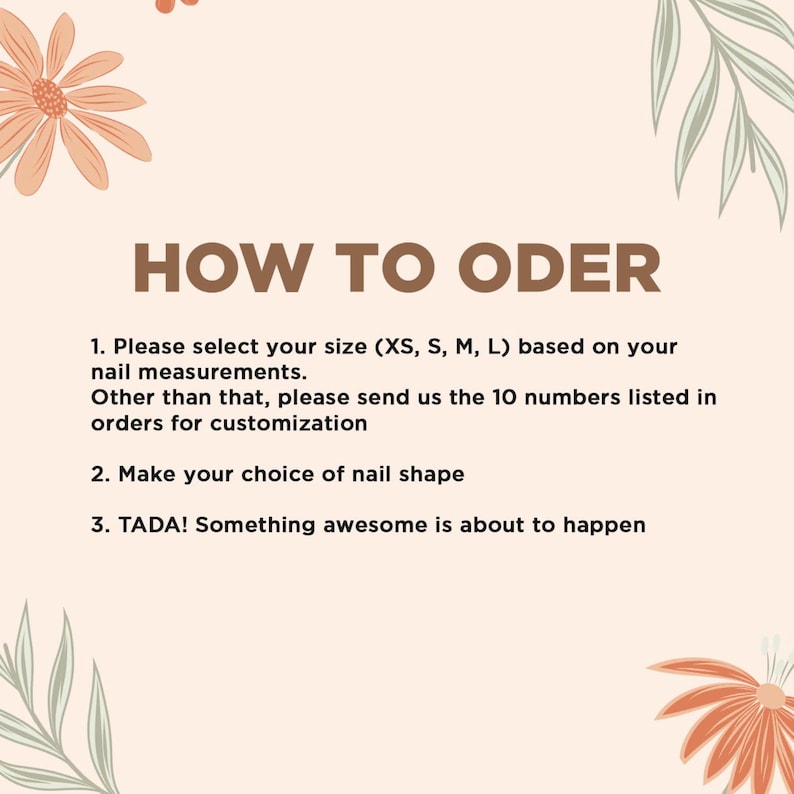 HOW TO ODER
1. Please select your size (XS, S, M, L) based on your
nail measurements.
Other than that, please send us the 10 numbers listed in
orders for customization
2. Make your choice of nail shape
3. TADA! Something awesome is about to happen